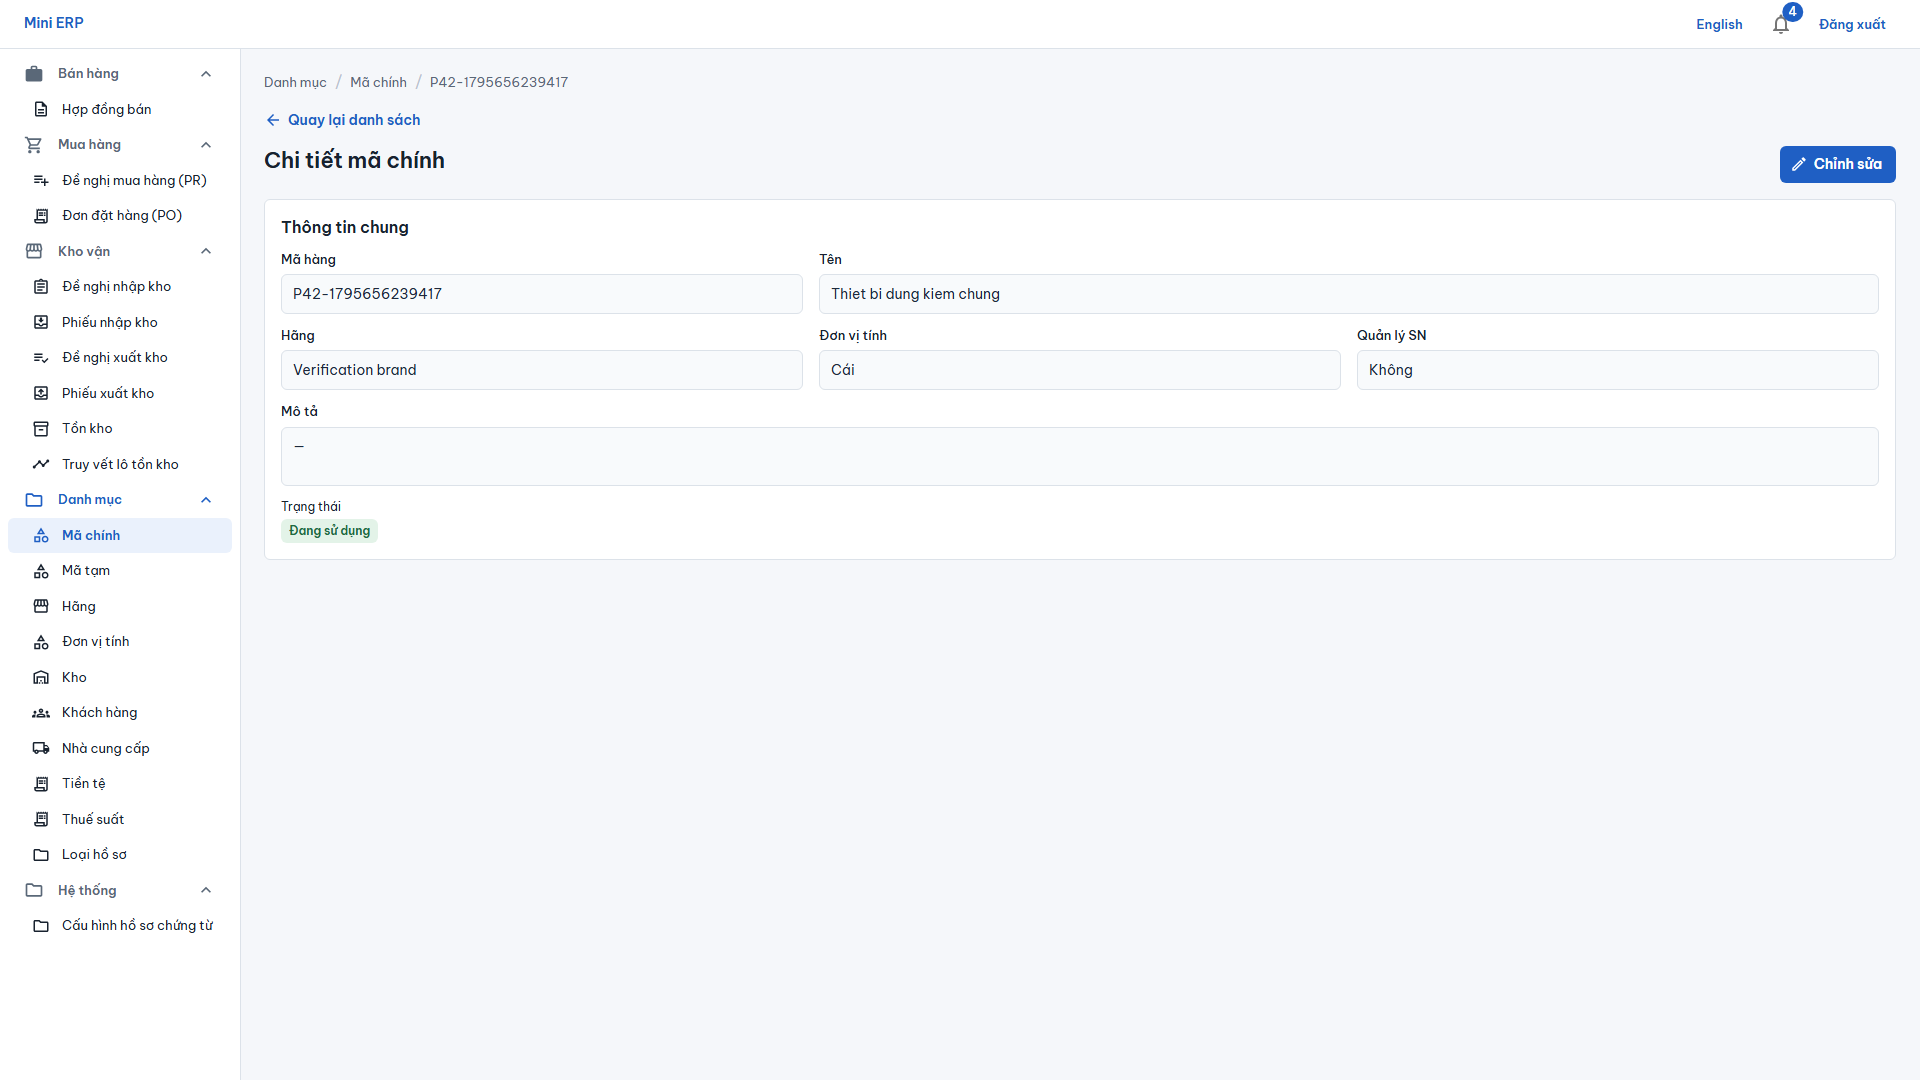 Mini ERP
English
4
Đăng xuất
Bán hàng
Hợp đồng bán
Mua hàng
Đề nghị mua hàng (PR)
Đơn đặt hàng (PO)
Kho vận
Đề nghị nhập kho
Phiếu nhập kho
Đề nghị xuất kho
Phiếu xuất kho
Tồn kho
Truy vết lô tồn kho
Danh mục
Mã chính
Mã tạm
Hãng
Đơn vị tính
Kho
Khách hàng
Nhà cung cấp
Tiền tệ
Thuế suất
Loại hồ sơ
Hệ thống
Cấu hình hồ sơ chứng từ
Danh mục / Mã chính / P42-1795656239417
Quay lại danh sách
Chi tiết mã chính
Chỉnh sửa
Thông tin chung
Mã hàng
P42-1795656239417
Tên
Thiet bi dung kiem chung
Hãng
Verification brand
Đơn vị tính
Cái
Quản lý SN
Không
Mô tả
—
Trạng thái
Đang sử dụng